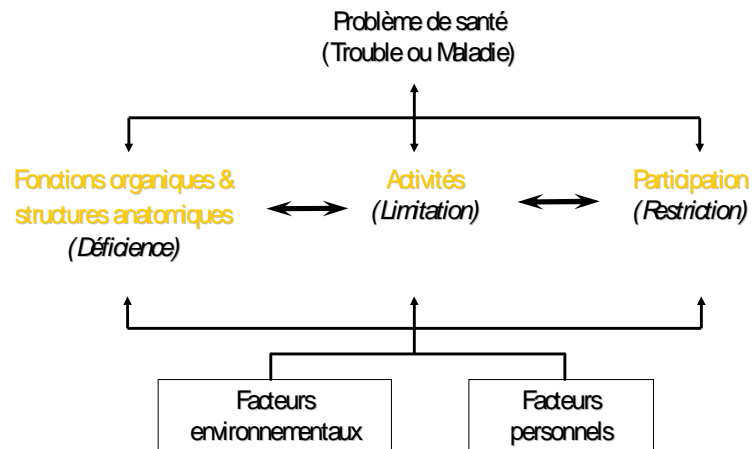 Problème de santé
(Trouble ou Maladie)
Fonctions organiques &
structures anatomiques
(Déficience)
Activités
(Limitation)
Participation
(Restriction)
Facteurs
environnementaux
Facteurs
personnels